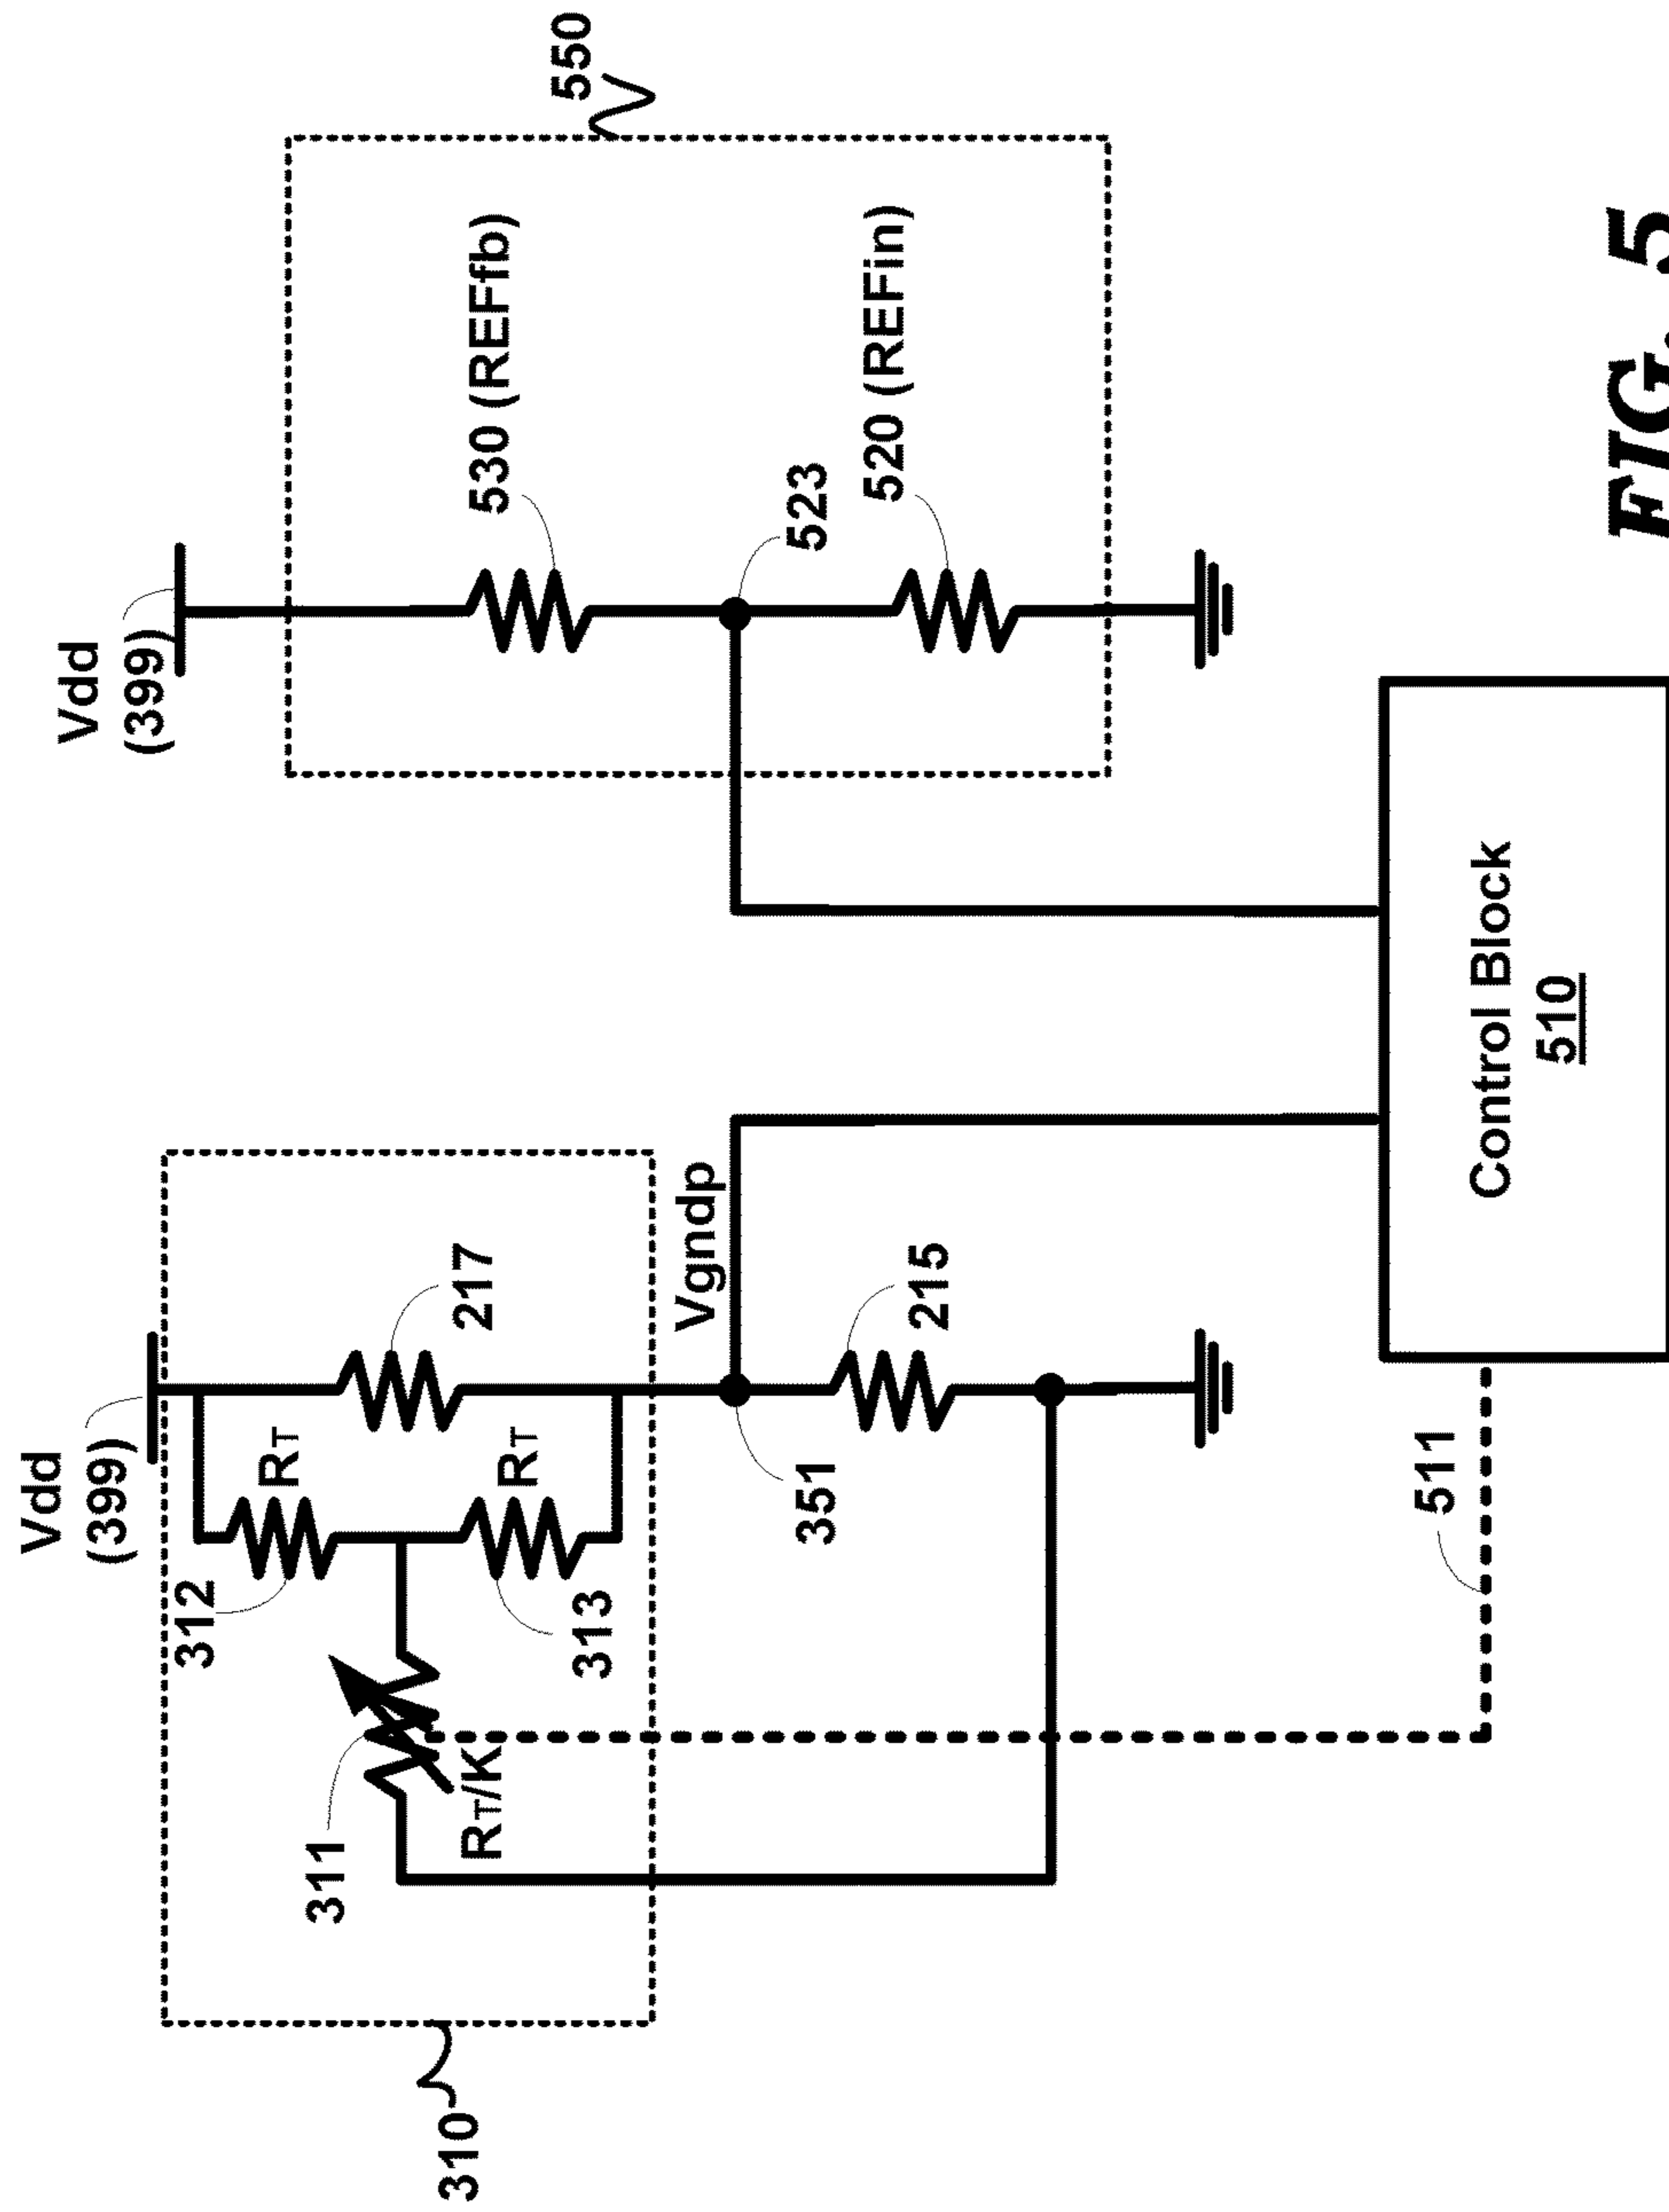 Vdd
(399)
312
RT
217
311
RT/K
313
RT
310
Vgndp
351
215
511
Vdd
(399)
550
530 (REFfb)
523
520 (REFin)
Control Block
510
FIG. 5